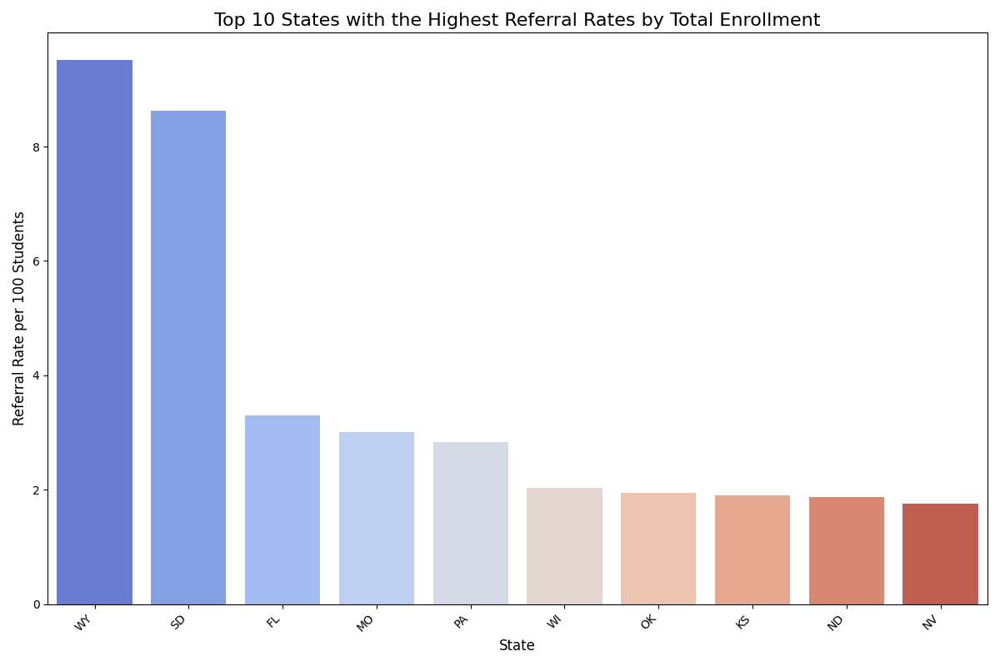 Top 10 States with the Highest Referral Rates by Total Enrollment
Referral Rate per 100 Students
8
6
4
2
0
WY
SD
FL
MO
PA
WI
OK
KS
ND
NV
State